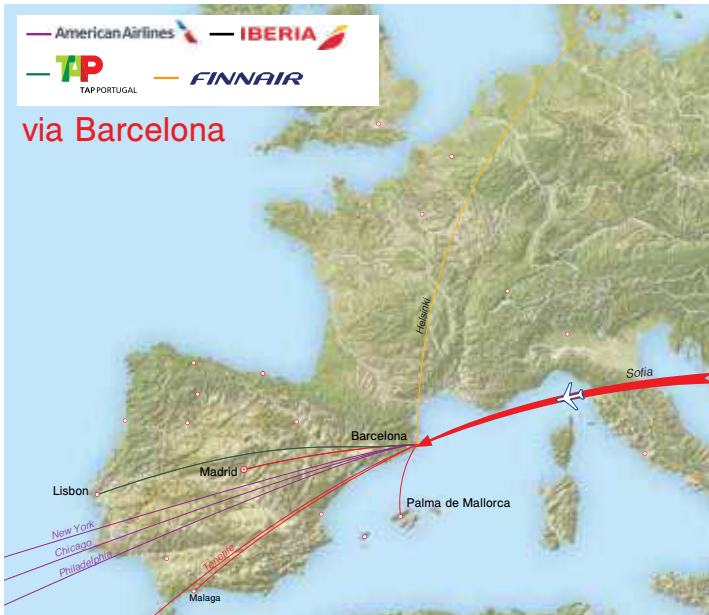 American Airlines
IBERIA
TAP
TAP PORTUGAL
FINNAIR
via Barcelona
Helsinki
Sofia
Barcelona
Madrid
Lisbon
Palma de Mallorca
New York
Chicago
Philadelphia
Tenerife
Malaga